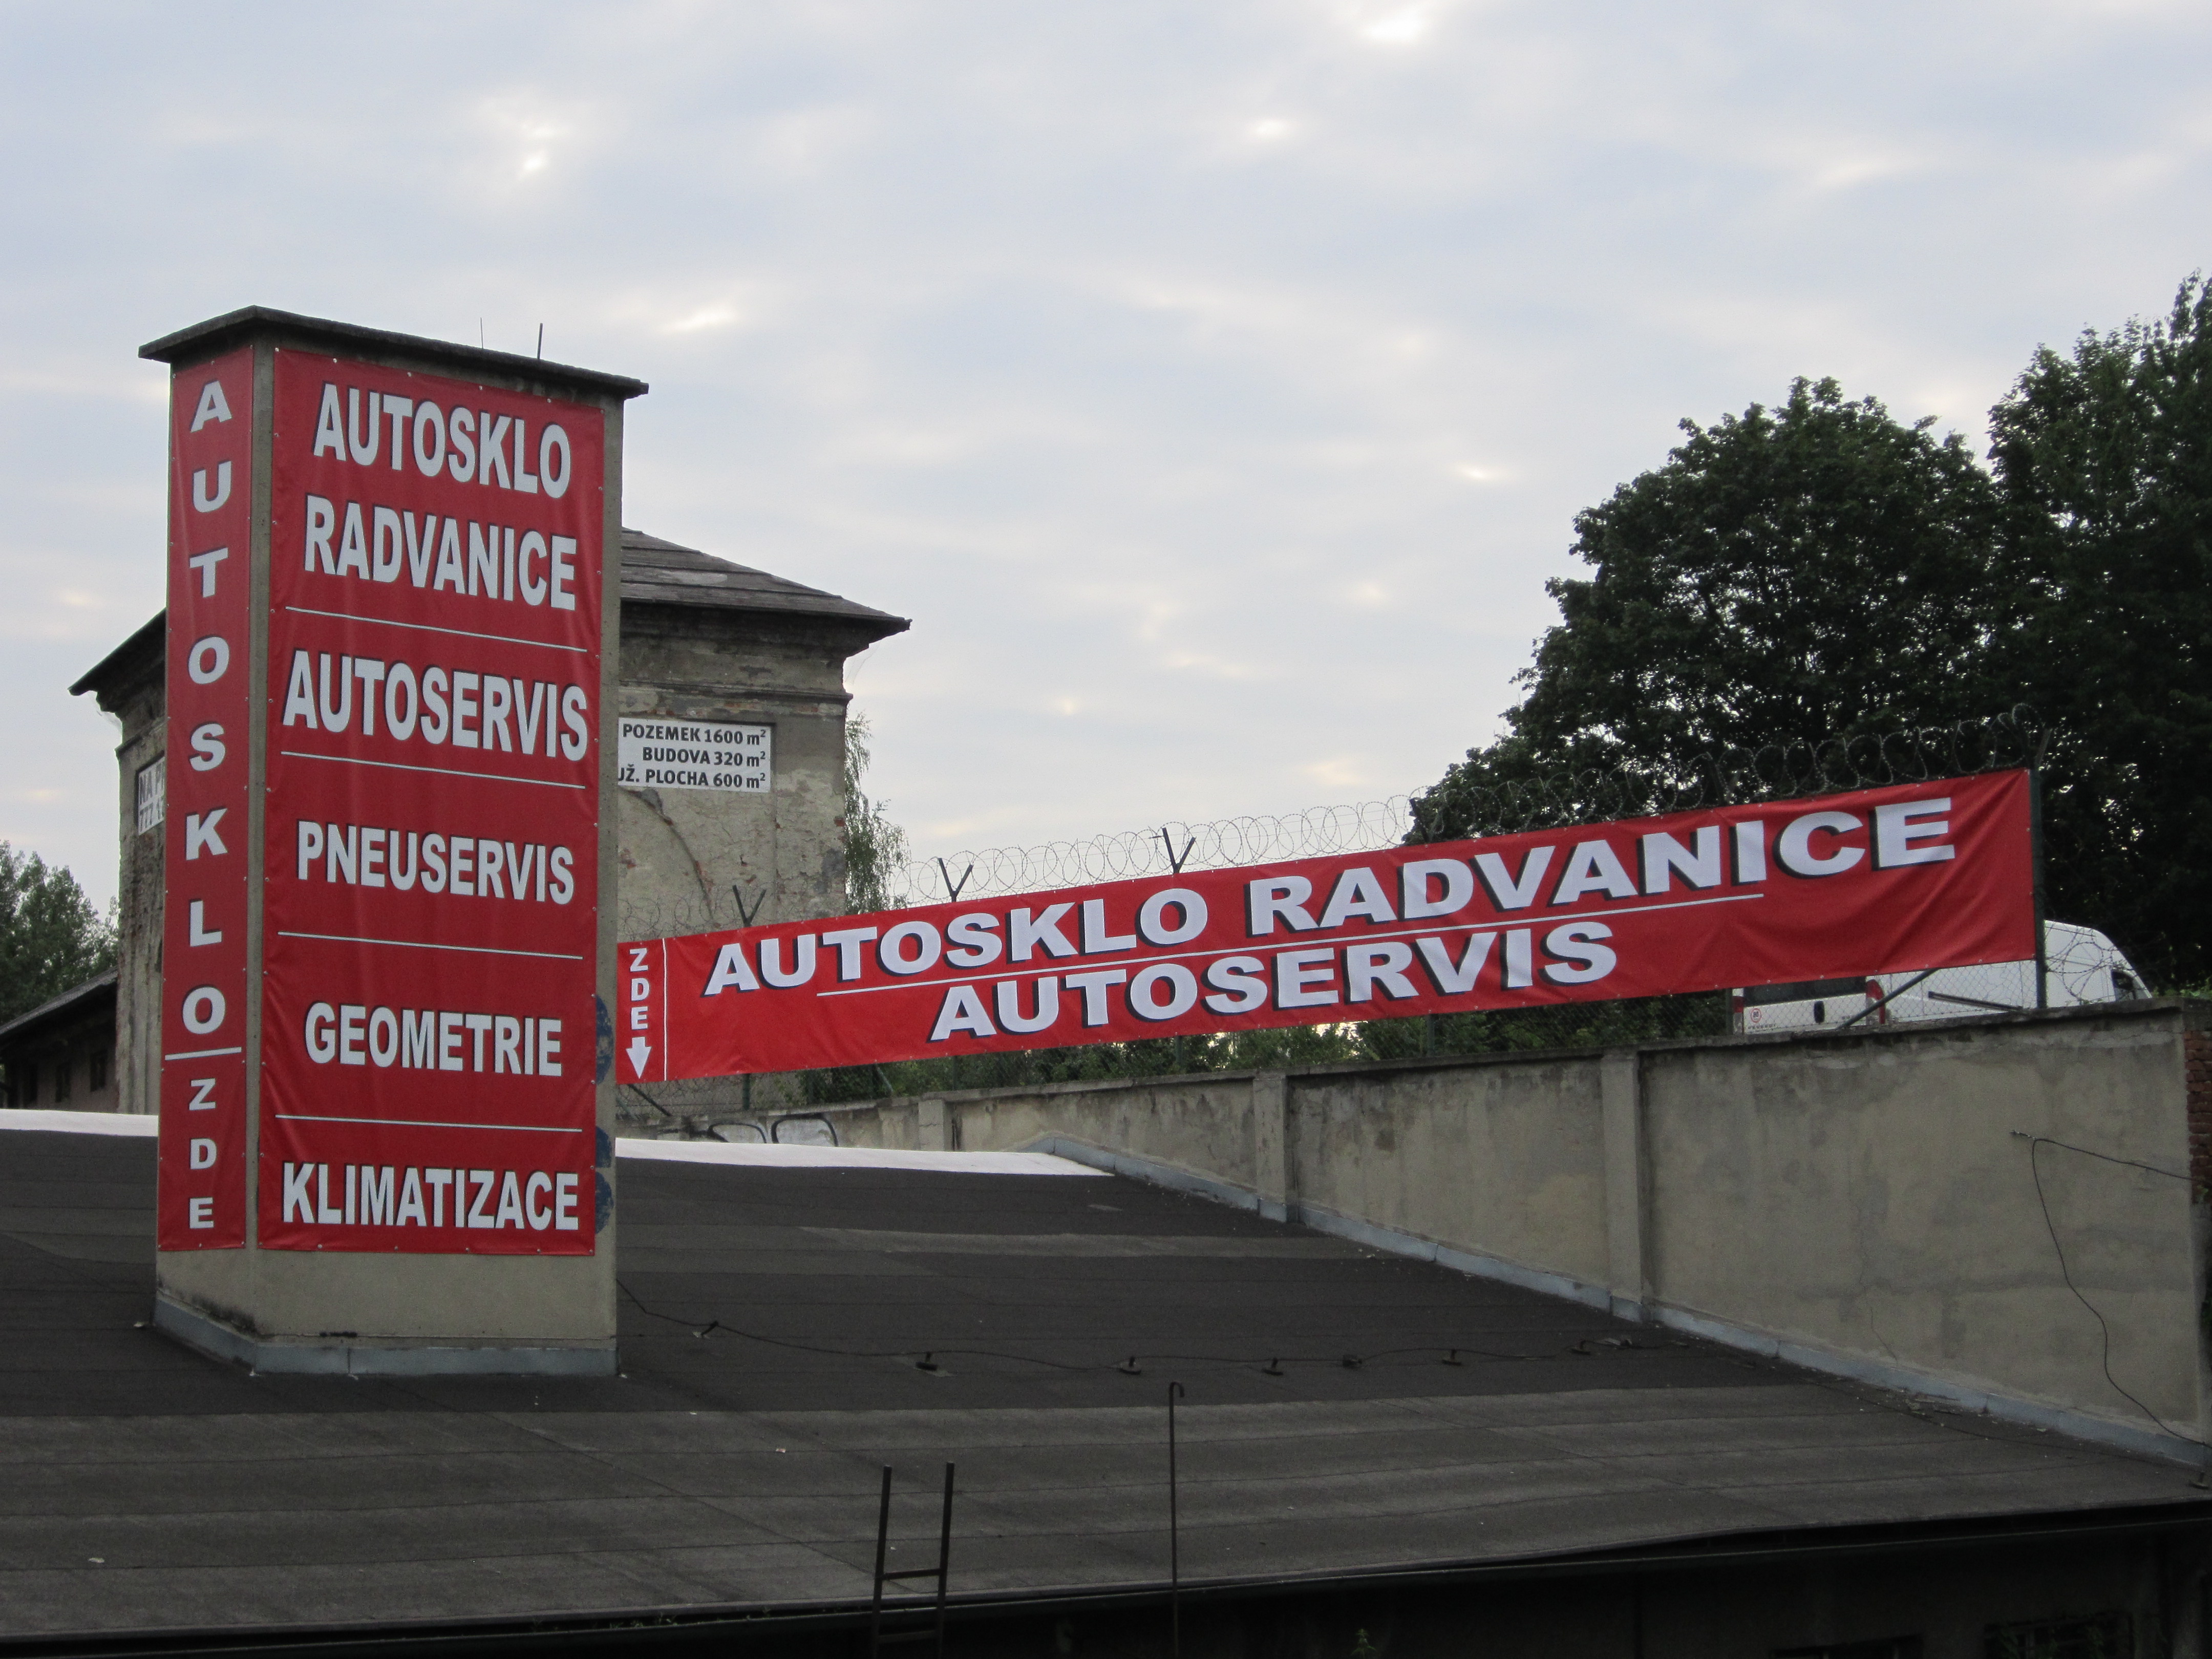 AUTOSKLO
ZDE
AUTOSKLO
RADVANICE
AUTOSERVIS
PNEUSERVIS
GEOMETRIE
KLIMATIZACE
POZEMEK 1600 m²
BUDOVA 320 m²
UŽ. PLOCHA 600 m²
ZDE
AUTOSKLO RADVANICE
AUTOSERVIS